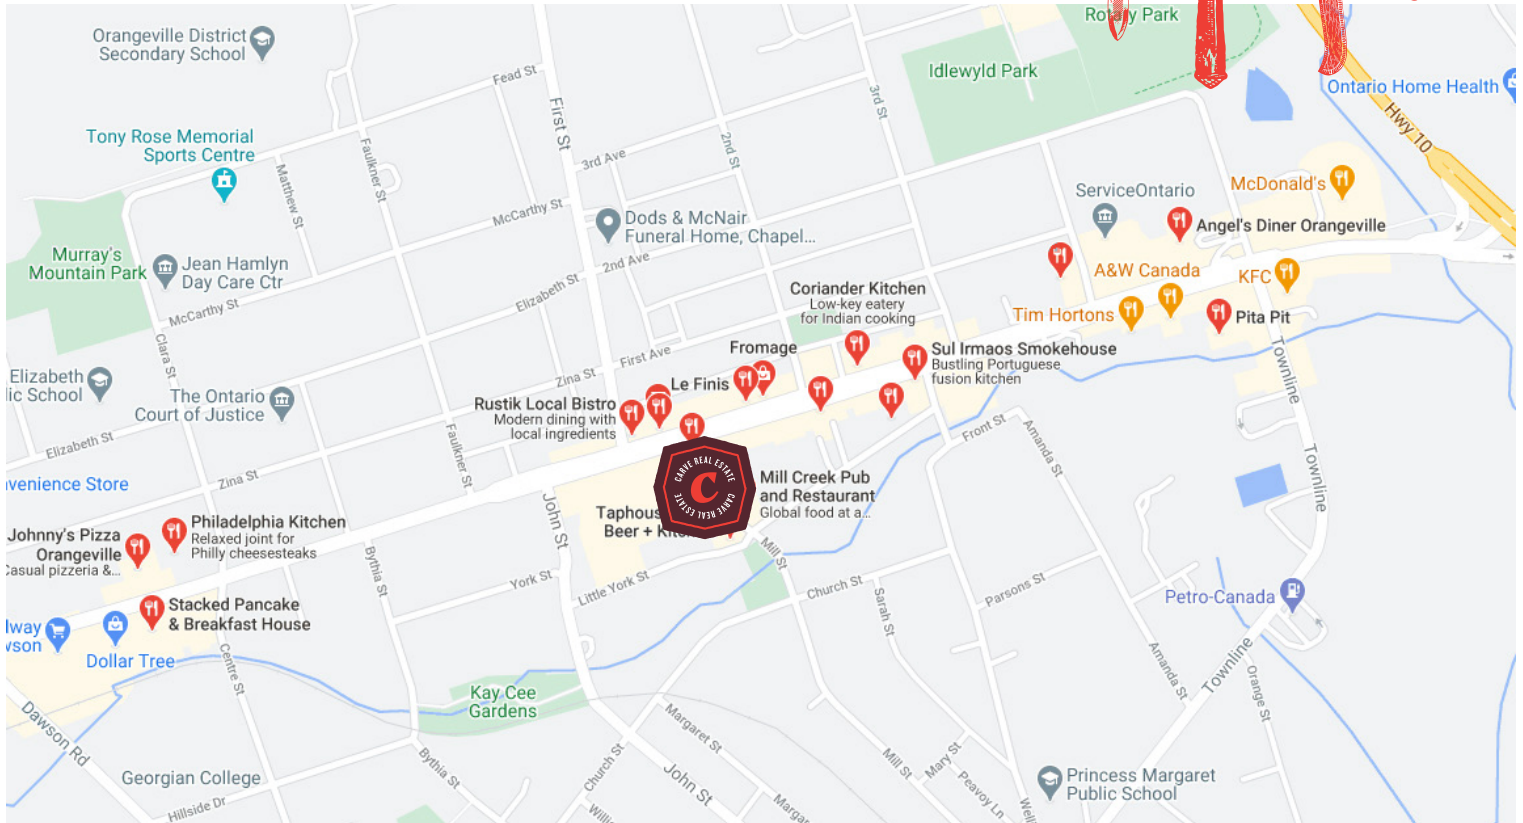 Rotary Park
Orangeville District
Secondary School
Idlewyld Park
Ontario Home Health
Fead St
First St
3rd St
Hwy 10
Tony Rose Memorial
Sports Centre
Faulkner St
2nd St
3rd Ave
Matthew St
McCarthy St
ServiceOntario
McDonald's
Dods & McNair
Funeral Home, Chapel...
Angel's Diner Orangeville
Murray's
Mountain Park
Jean Hamlyn
Day Care Ctr
2nd Ave
A&W Canada
KFC
Elizabeth St
Coriander Kitchen
Low-key eatery
for Indian cooking
McCarthy St
Tim Hortons
Pita Pit
Clara St
First Ave
Fromage
Sul Irmaos Smokehouse
Bustling Portuguese
fusion kitchen
Townline
Elizabeth
lic School
Zina St
Le Finis
The Ontario
Court of Justice
Rustik Local Bistro
Modern dining with
local ingredients
Elizabeth St
Faulkner St
Front St
Amanda St
Zina St
venience Store
CARVE REAL ESTATE
C
CARVE REAL ESTATE
Mill Creek Pub
and Restaurant
Global food at a...
Townline
John St
Taphous
Beer + Kitc
Philadelphia Kitchen
Relaxed joint for
Philly cheesesteaks
Johnny's Pizza
Orangeville
Casual pizzeria &...
Bythia St
Mill St
York St
Little York St
Church St
Sarah St
Parsons St
Petro-Canada
Stacked Pancake
& Breakfast House
dway
wson
Dollar Tree
Centre St
Amanda St
Townline
Orange St
Kay Cee
Gardens
Dawson Rd
Margaret St
Bythia St
Church St
Mill St
Mary St
Peavoy Ln
Georgian College
John St
Princess Margaret
Public School
Hillside Dr
Willi
Margar
Well